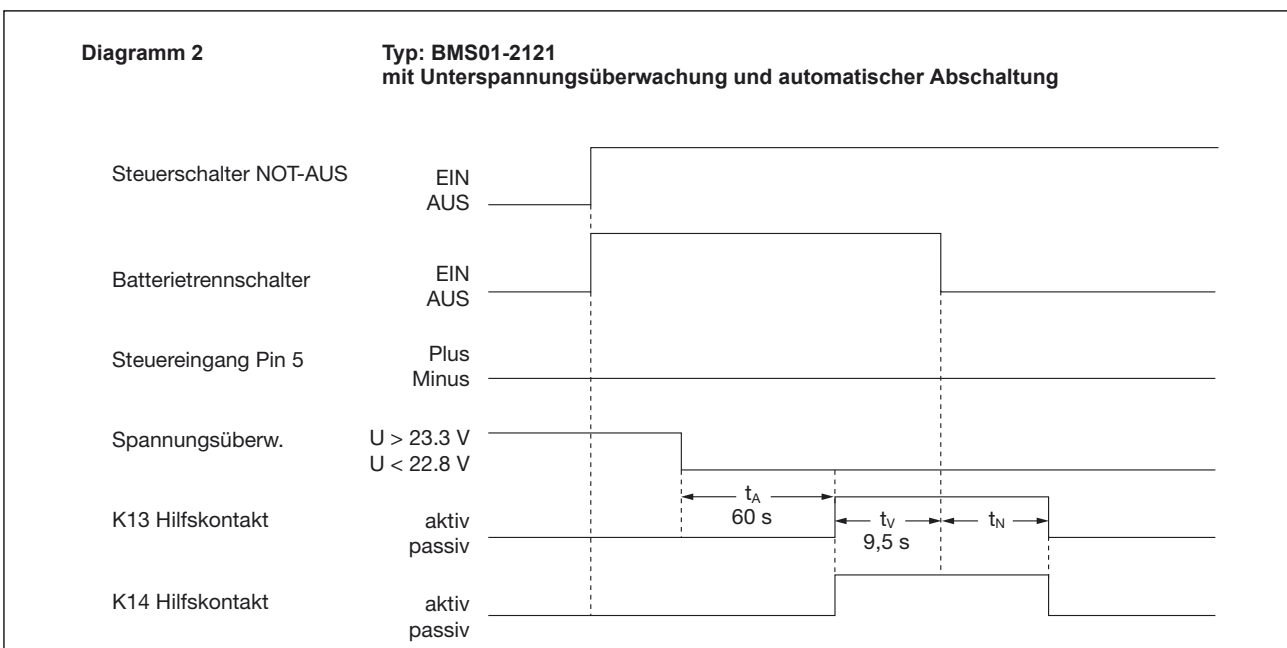 Diagramm 2
Typ: BMS01-2121
mit Unterspannungsüberwachung und automatischer Abschaltung
Steuerschalter NOT-AUS
EIN
AUS
Batterietrennschalter
EIN
AUS
Steuereingang Pin 5
Plus
Minus
Spannungsüberw.
U > 23.3 V
U < 22.8 V
K13 Hilfskontakt
aktiv
passiv
tA
60 s
tV
9,5 s
tN
K14 Hilfskontakt
aktiv
passiv